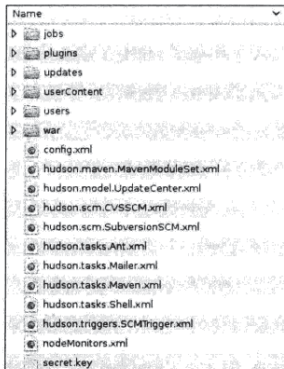 Name
jobs
plugins
updates
userContent
users
war
config.xml
hudson.maven.MavenModuleSet.xml
hudson.model.UpdateCenter.xml
hudson.scm.CVSSCM.xml
hudson.scm.SubversionSCM.xml
hudson.tasks.Ant.xml
hudson.tasks.Mailer.xml
hudson.tasks.Maven.xml
hudson.tasks.Shell.xml
hudson.triggers.SCMTrigger.xml
nodeMonitors.xml
secret.key